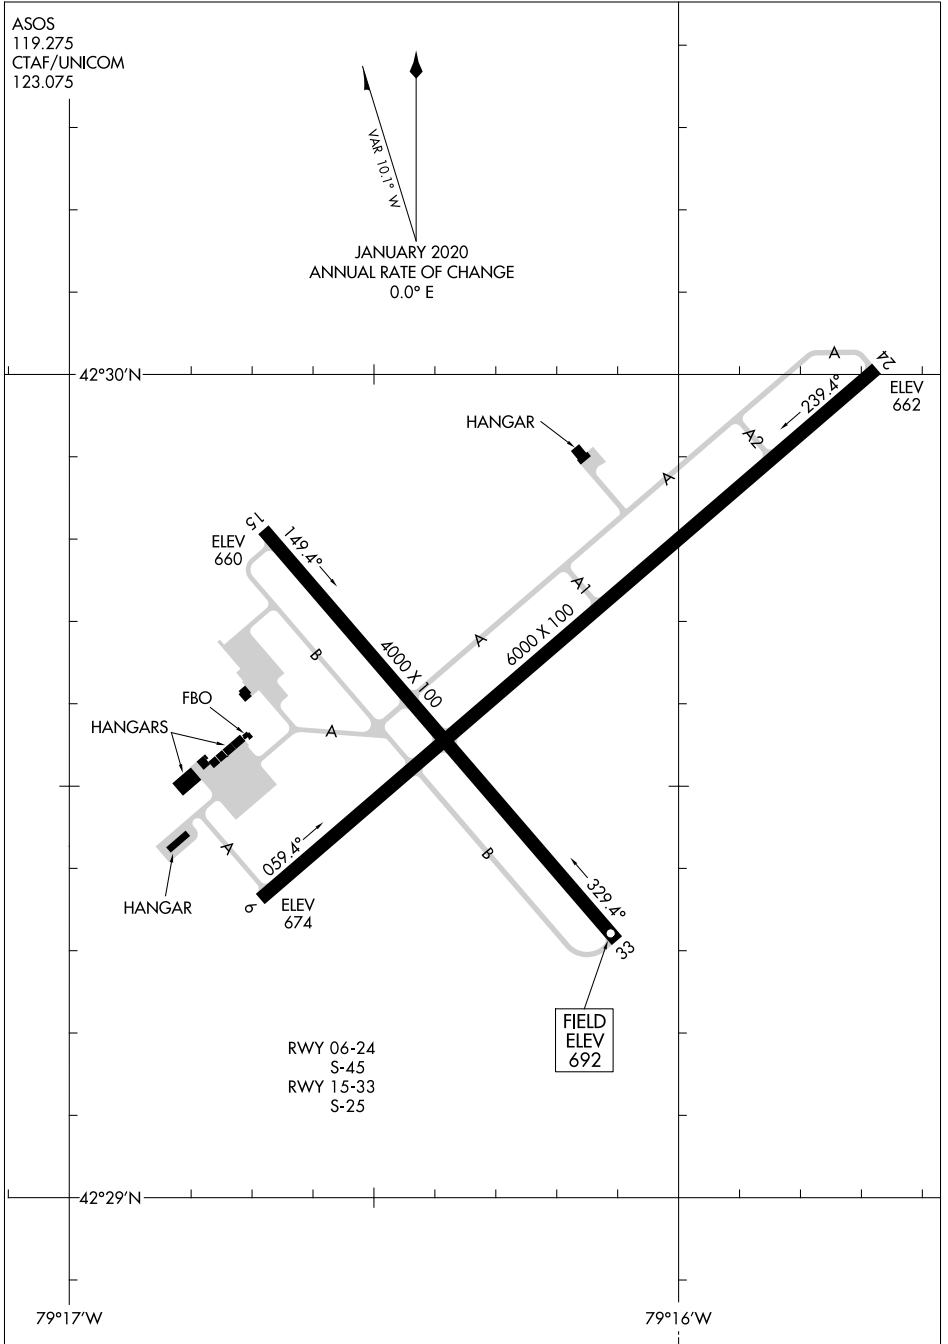 ASOS
119.275
CTAF/UNICOM
123.075
VAR 10.1° W
JANUARY 2020
ANNUAL RATE OF CHANGE
0.0° E
42°30'N
A
24
ELEV
662
239.4°
HANGAR
A2
A
15
ELEV
660
149.4°
A1
6000 X 100
A
4000 X 100
B
FBO
HANGARS
A
A
B
059.4°
HANGAR
9
ELEV
674
329.4°
33
FIELD
ELEV
692
RWY 06-24
S-45
RWY 15-33
S-25
42°29'N
79°17'W
79°16'W